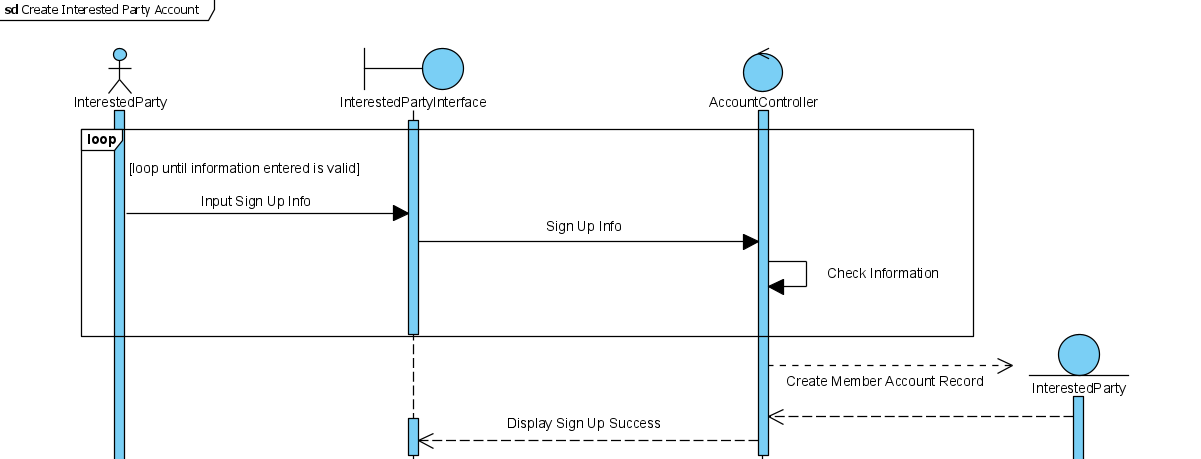 sd Create Interested Party Account
InterestedParty
InterestedPartyInterface
AccountController
loop
[loop until information entered is valid]
Input Sign Up Info
Sign Up Info
Check Information
Create Member Account Record
InterestedParty
Display Sign Up Success